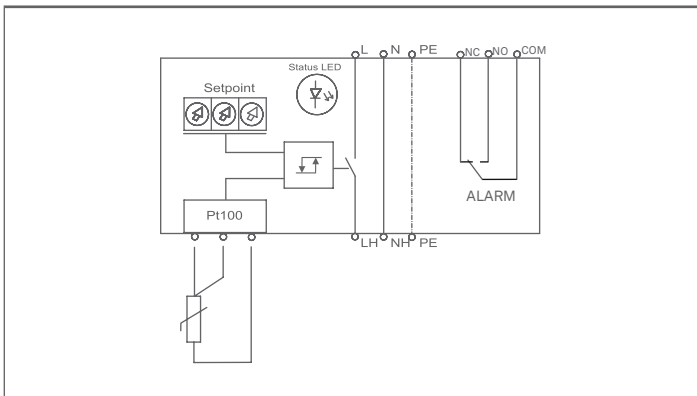 L N PE NC NO COM
Status LED
Setpoint
ALARM
Pt100
LH NH PE